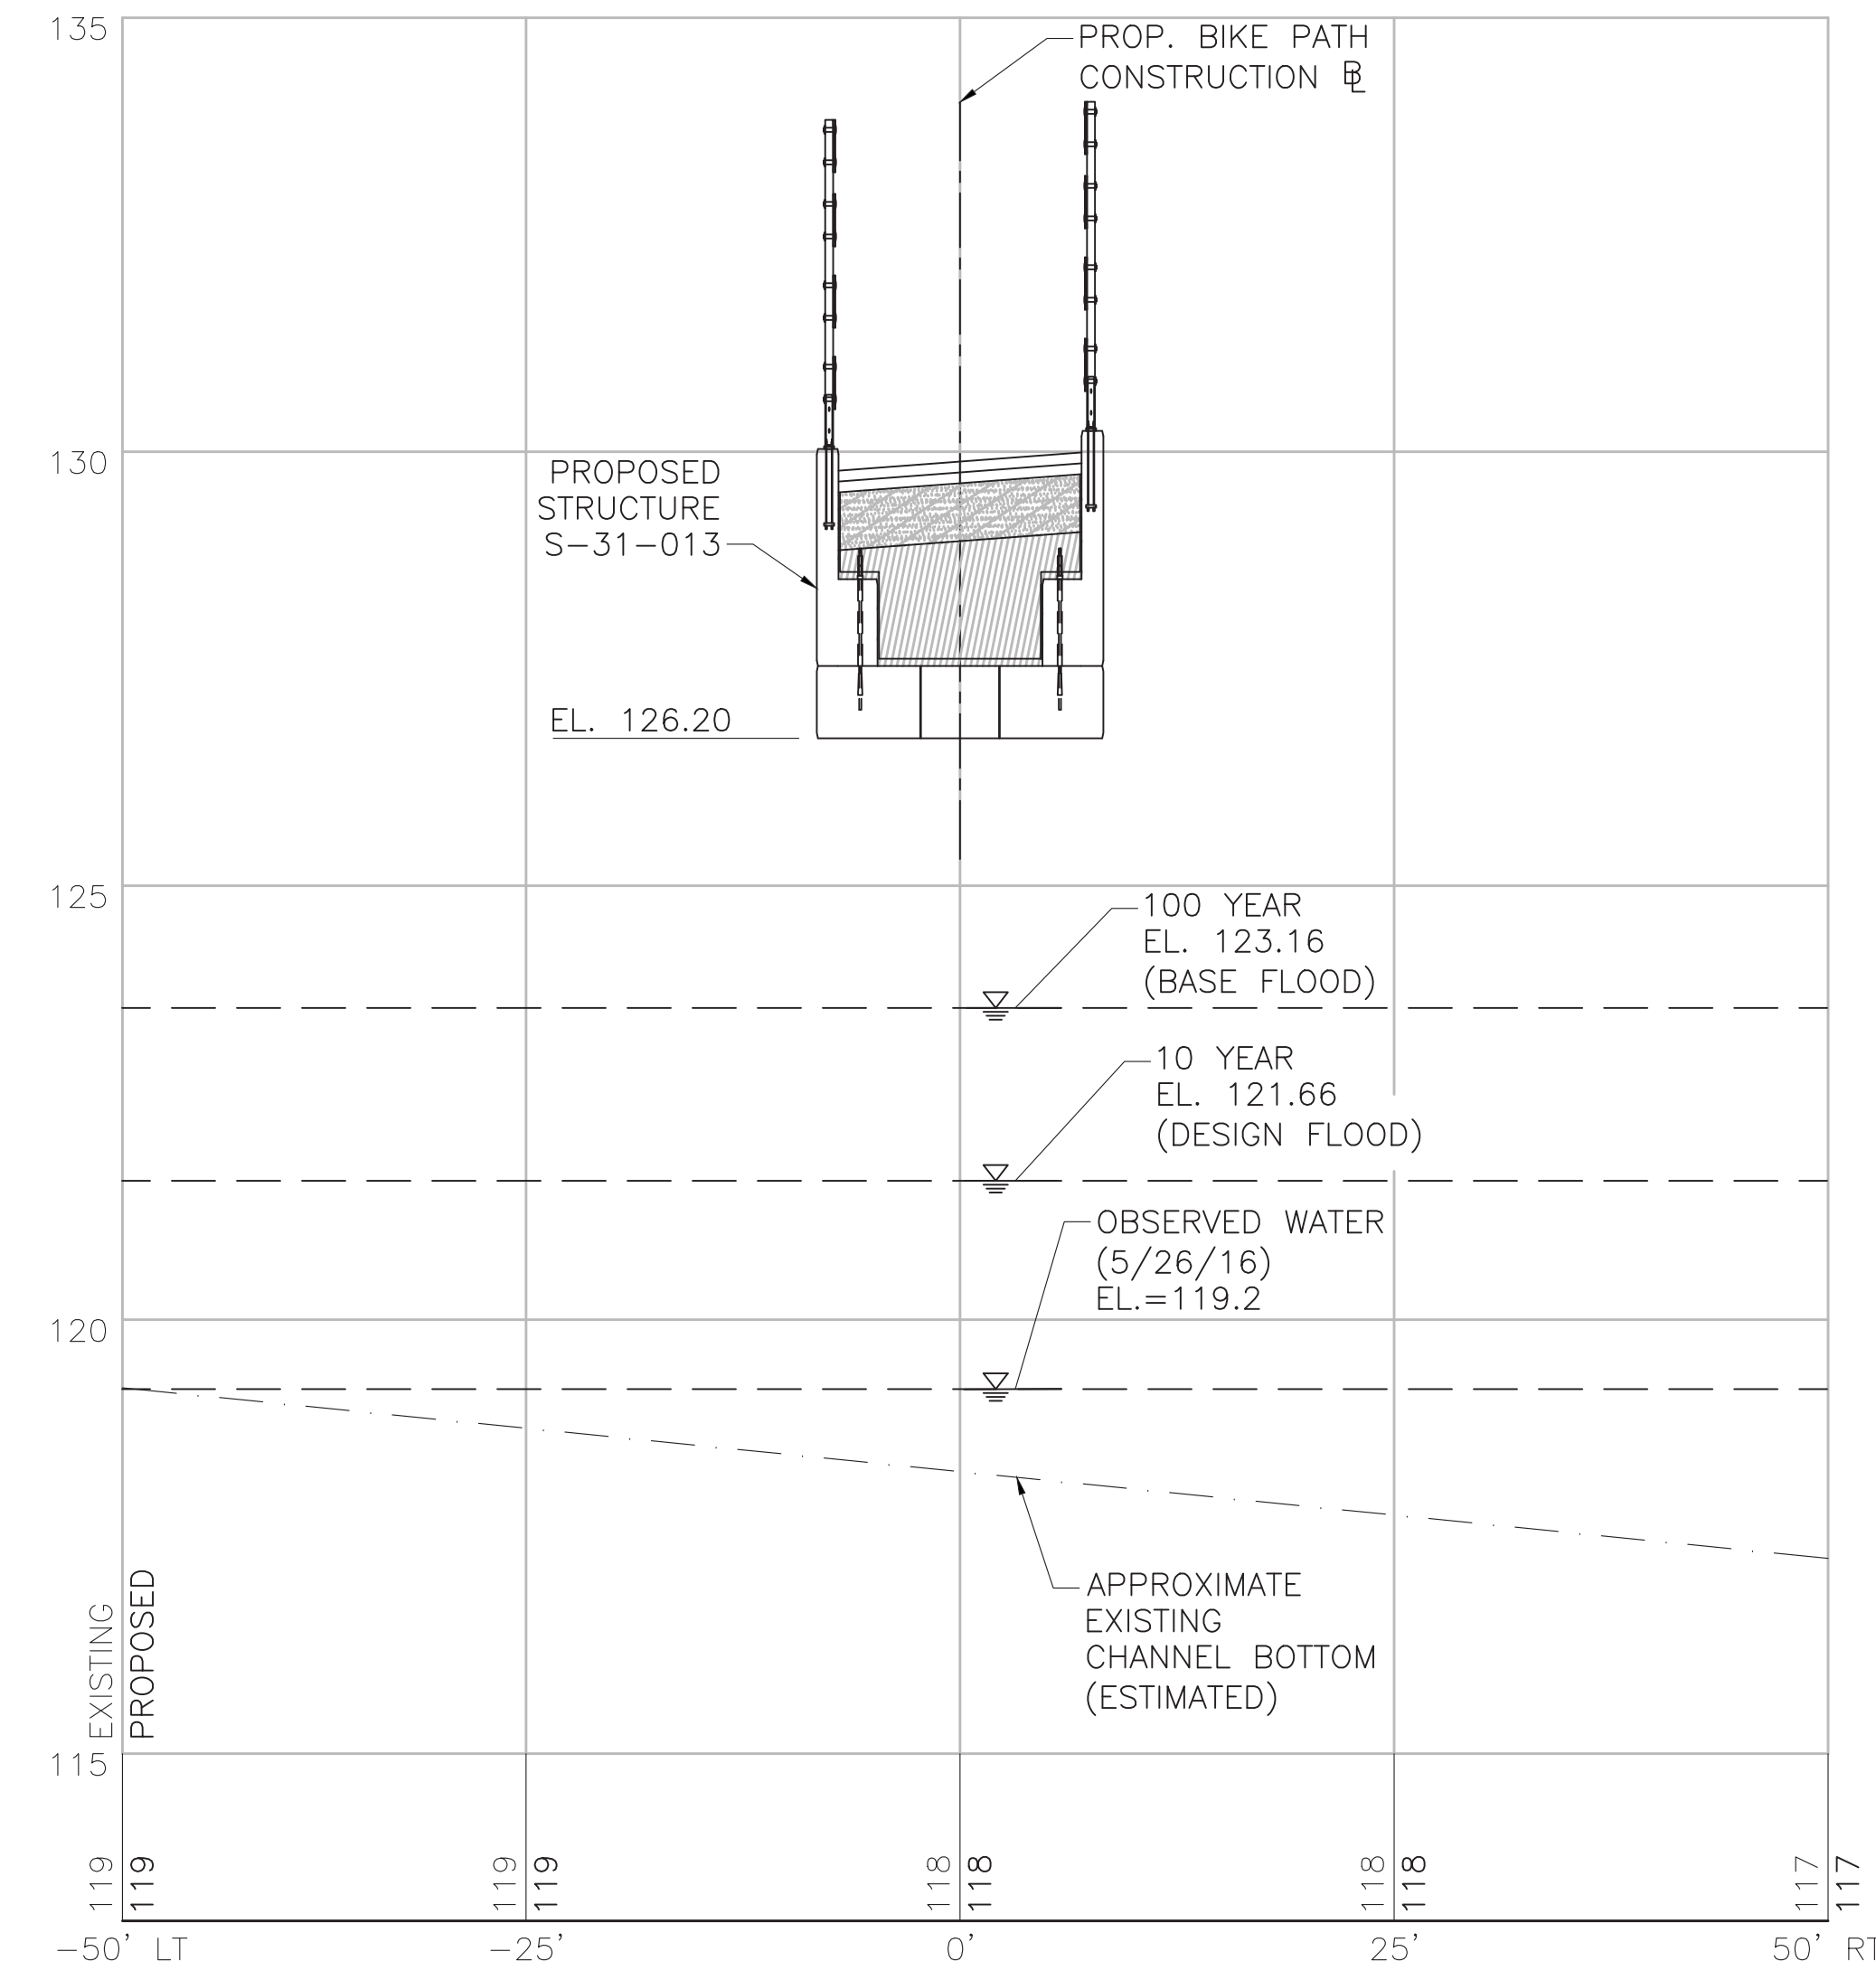 135
PROP. BIKE PATH
CONSTRUCTION BL
130
PROPOSED
STRUCTURE
S-31-013
EL. 126.20
125
100 YEAR
EL. 123.16
(BASE FLOOD)
10 YEAR
EL. 121.66
(DESIGN FLOOD)
OBSERVED WATER
(5/26/16)
EL.=119.2
120
APPROXIMATE
EXISTING
CHANNEL BOTTOM
(ESTIMATED)
EXISTING
PROPOSED
115
119
119
119
119
118
118
118
118
117
117
-50' LT
-25'
0'
25'
50' RT